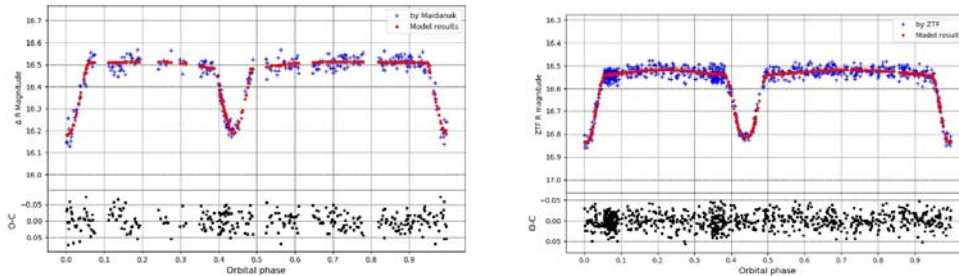 16.7
16.6
16.5
16.4
16.3
16.2
16.1
16.0
Δ R Magnitude
by Maidanak
Model results
-0.05
0.00
0.05
O-C
0.0 0.1 0.2 0.3 0.4 0.5 0.6 0.7 0.8 0.9
Orbital phase
16.3
16.4
16.5
16.6
16.7
16.8
16.9
17.0
ZTF R magnitude
by ZTF
Model results
-0.05
0.00
0.05
O-C
0.0 0.1 0.2 0.3 0.4 0.5 0.6 0.7 0.8 0.9
Orbital phase